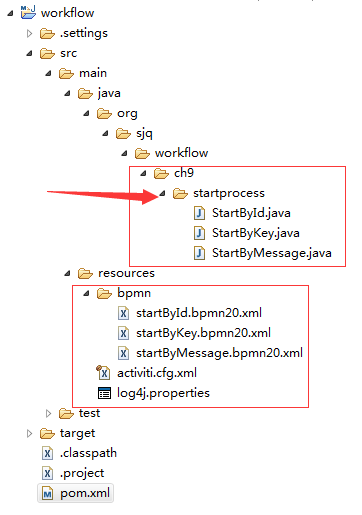 workflow
.settings
src
main
java
org
sjq
workflow
ch9
startprocess
StartById.java
StartByKey.java
StartByMessage.java
resources
bpmn
startById.bpmn20.xml
startByKey.bpmn20.xml
startByMessage.bpmn20.xml
activiti.cfg.xml
log4j.properties
test
target
.classpath
.project
pom.xml